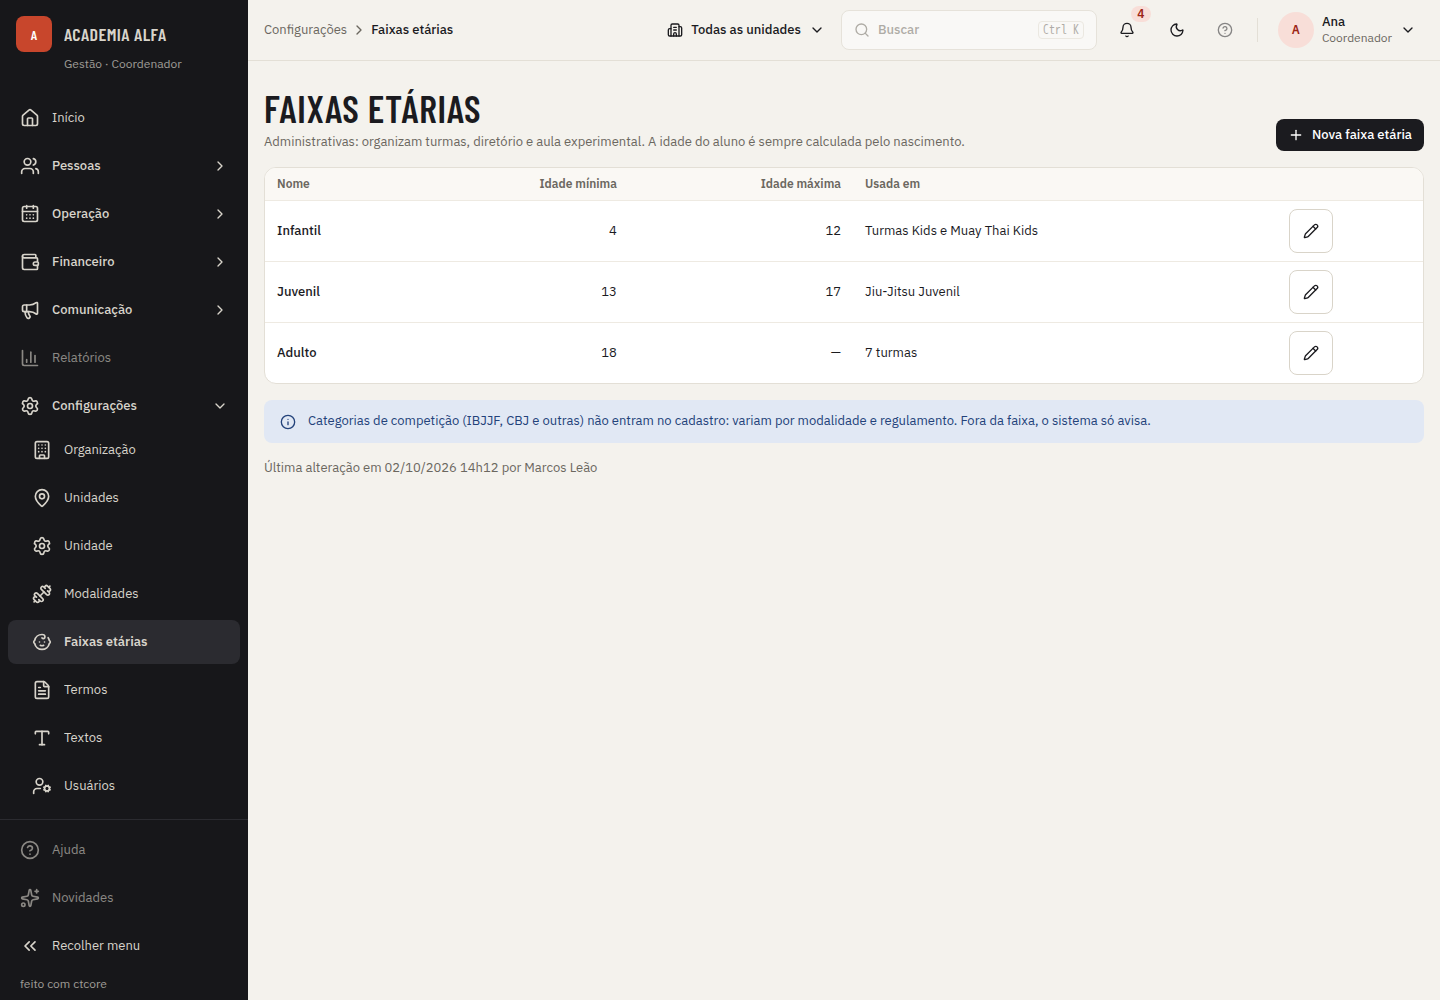 A
ACADEMIA ALFA
Gestão · Coordenador
Início
Pessoas
Operação
Financeiro
Comunicação
Relatórios
Configurações
Organização
Unidades
Unidade
Modalidades
Faixas etárias
Termos
Textos
Usuários
Ajuda
Novidades
Recolher menu
feito com ctcore
Configurações > Faixas etárias
Todas as unidades
Buscar
Ctrl K
4
A
Ana
Coordenador
FAIXAS ETÁRIAS
Administrativas: organizam turmas, diretório e aula experimental. A idade do aluno é sempre calculada pelo nascimento.
+ Nova faixa etária
Nome Idade mínima Idade máxima Usada em
Infantil 4 12 Turmas Kids e Muay Thai Kids
Juvenil 13 17 Jiu-Jitsu Juvenil
Adulto 18 — 7 turmas
Categorias de competição (IBJJF, CBJ e outras) não entram no cadastro: variam por modalidade e regulamento. Fora da faixa, o sistema só avisa.
Última alteração em 02/10/2026 14h12 por Marcos Leão